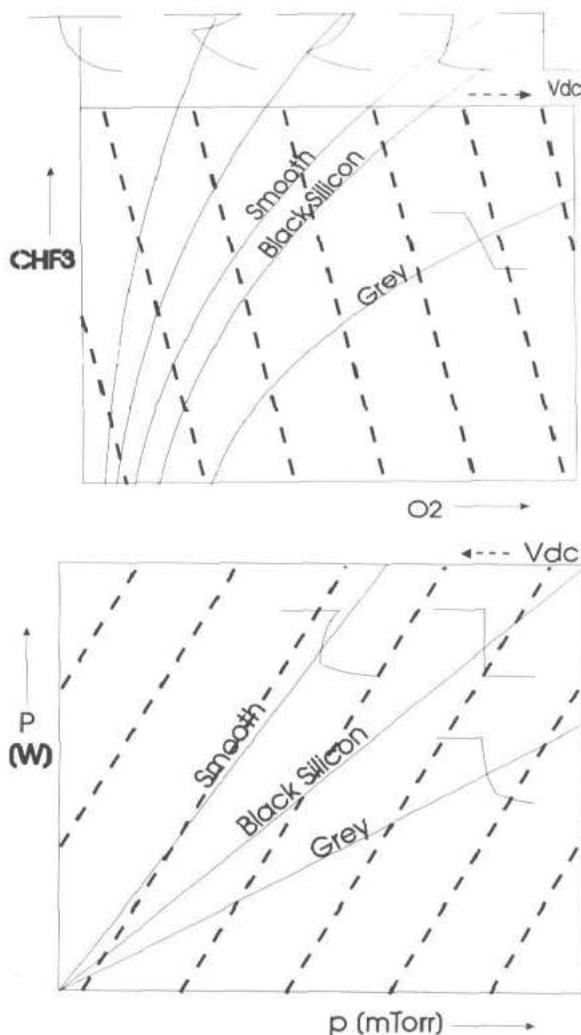 Vdc
Smooth
Black Silicon
CHF3
Grey
O2
Vdc
P
(W)
Smooth
Black Silicon
Grey
p (mTorr)